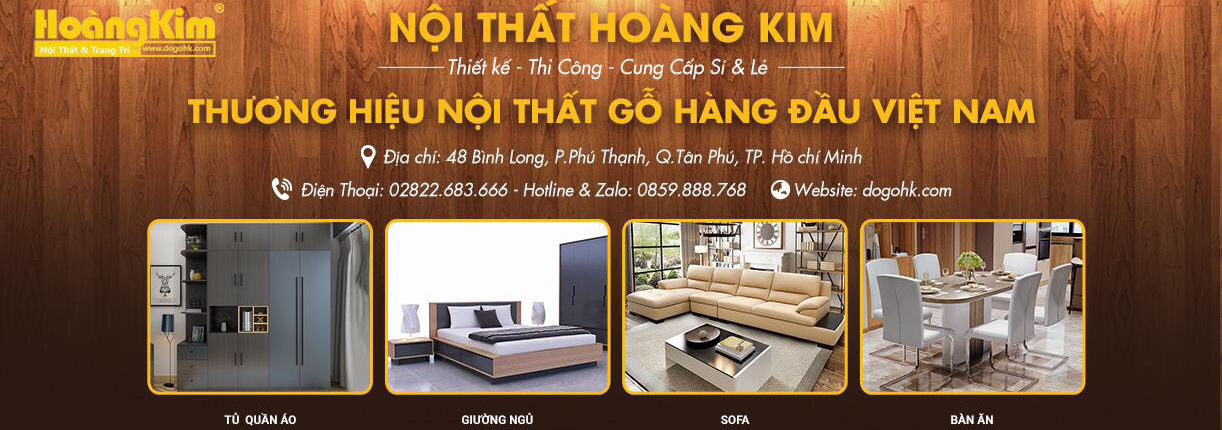 HoàngKim®
Nội Thất & Trang Trí www.dogohk.com
NỘI THẤT HOÀNG KIM
Thiết kế - Thi Công - Cung Cấp Sỉ & Lẻ
THƯƠNG HIỆU NỘI THẤT GỖ HÀNG ĐẦU VIỆT NAM
Địa chỉ: 48 Bình Long, P.Phú Thạnh, Q.Tân Phú, TP. Hồ chí Minh
Điện Thoại: 02822.683.666 - Hotline & Zalo: 0859.888.768 Website: dogohk.com
TỦ QUẦN ÁO GIƯỜNG NGỦ SOFA BÀN ĂN